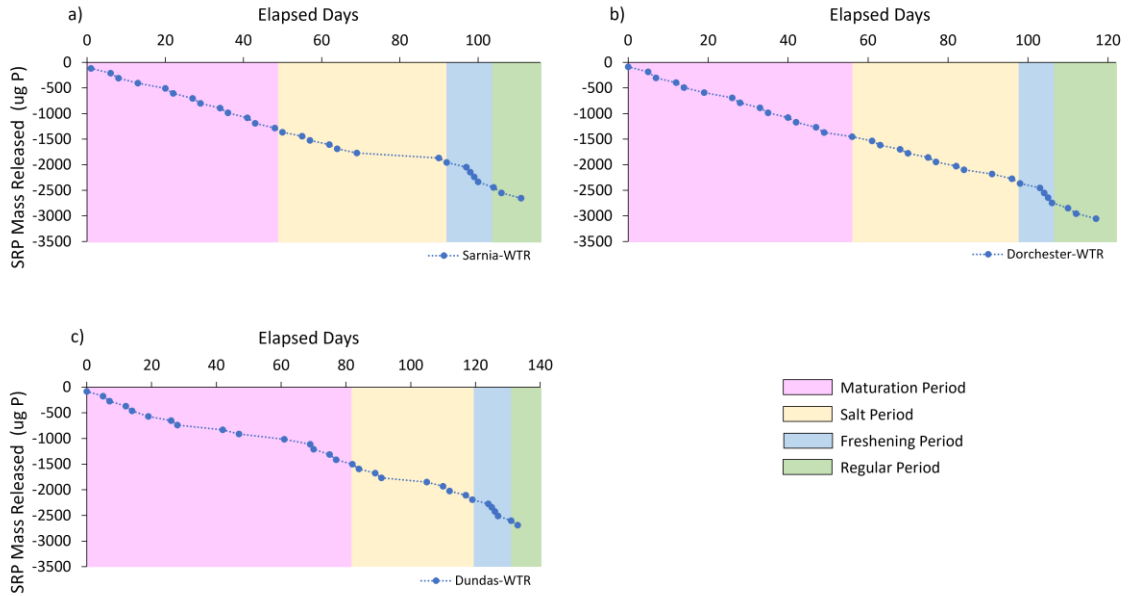 a)
Elapsed Days
0 20 40 60 80 100
0
-500
-1000
-1500
-2000
-2500
-3000
-3500
SRP Mass Released (ug P)
Sarnia-WTR
b)
Elapsed Days
0 20 40 60 80 100 120
0
-500
-1000
-1500
-2000
-2500
-3000
-3500
Dorchester-WTR
c)
Elapsed Days
0 20 40 60 80 100 120 140
0
-500
-1000
-1500
-2000
-2500
-3000
-3500
SRP Mass Released (ug P)
Dundas-WTR
Maturation Period
Salt Period
Freshening Period
Regular Period